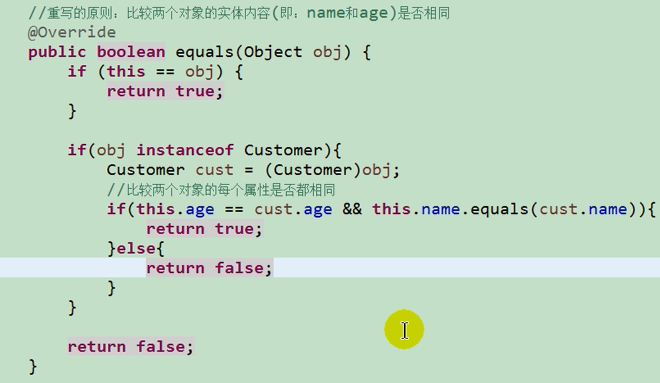 //重写的原则：比较两个对象的实体内容(即：name和age)是否相同
@Override
public boolean equals(Object obj) {
if (this == obj) {
return true;
}
if(obj instanceof Customer){
Customer cust = (Customer)obj;
//比较两个对象的每个属性是否都相同
if(this.age == cust.age && this.name.equals(cust.name)){
return true;
}else{
return false;
}
}
return false;
}